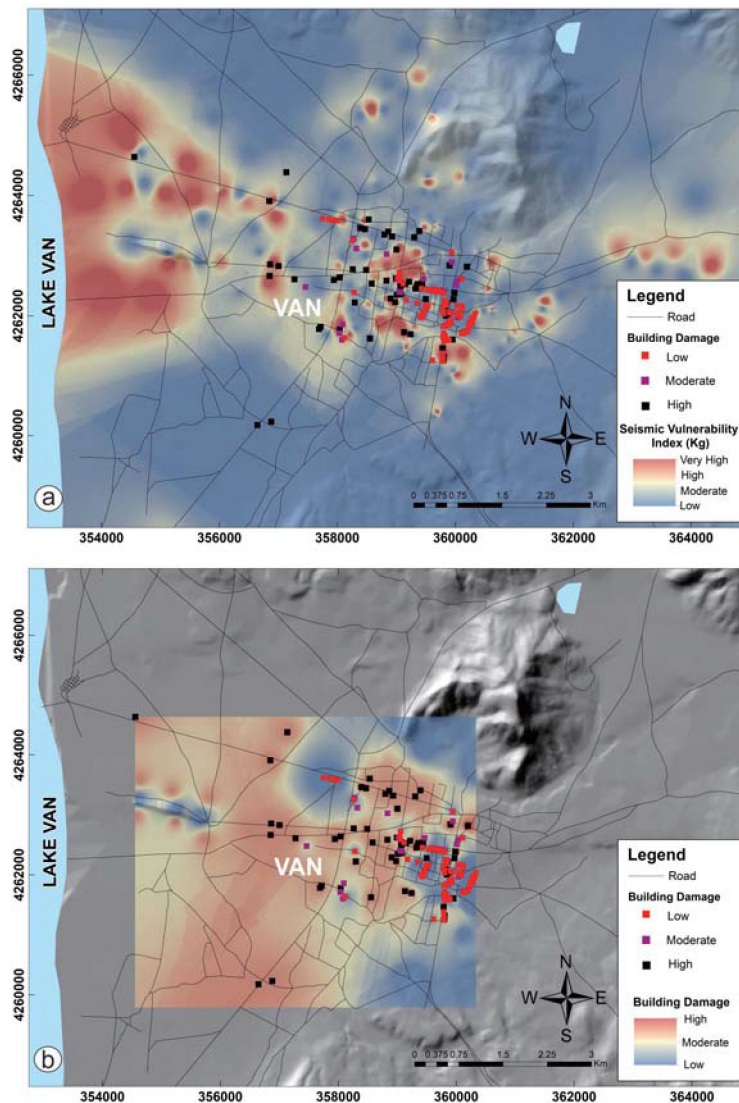 4266000
4264000
4262000
4260000
LAKE VAN
VAN
Legend
Road
Building Damage
Low
Moderate
High
Seismic Vulnerability
Index (Kg)
Very High
High
Moderate
Low
N
W E
S
0 0.375 0.75 1.5 2.25 3
Km
a
354000 356000 358000 360000 362000 364000
4266000
4264000
4262000
4260000
LAKE VAN
VAN
Legend
Road
Building Damage
Low
Moderate
High
Building Damage
High
Moderate
Low
N
W E
S
0 0.375 0.75 1.5 2.25 3
Km
b
354000 356000 358000 360000 362000 364000